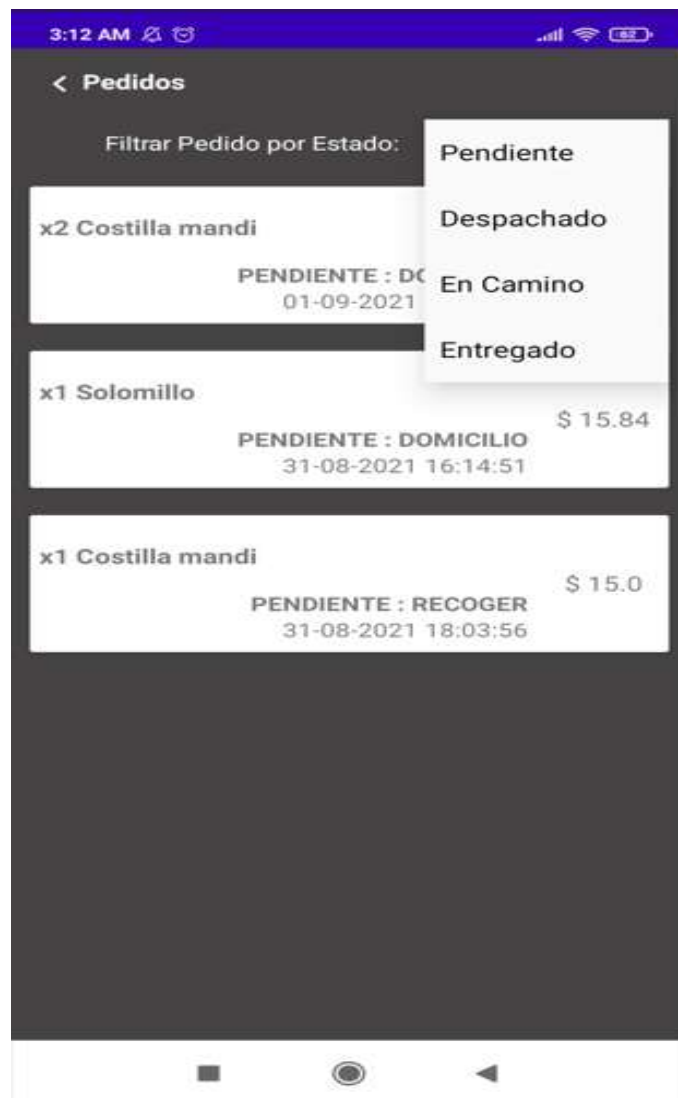 3:12 AM
62
Pedidos
Filtrar Pedido por Estado:
Pendiente
Despachado
En Camino
Entregado
x2 Costilla mandi
PENDIENTE :
01-09-2021
x1 Solomillo
$ 15.84
PENDIENTE : DOMICILIO
31-08-2021 16:14:51
x1 Costilla mandi
$ 15.0
PENDIENTE : RECOGER
31-08-2021 18:03:56